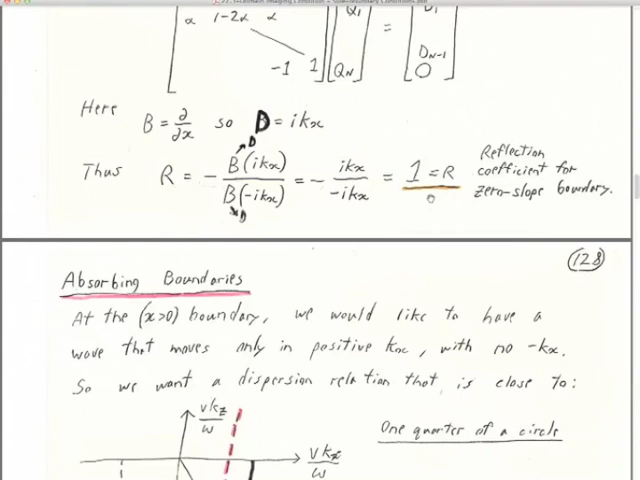 α 1-2α α Q₁ = D₁
D_{N-1}
-1 1 Q_N 0
Here B = ∂/∂x so D = ikx
Thus R = - B(ikx)/B(-ikx) = - ikx/-ikx = 1 = R
D
D
0
Reflection
coefficient for
zero-slope boundary.
128
Absorbing Boundaries
At the (x>0) boundary, we would like to have a
wave that moves only in positive kx, with no -kx.
So we want a dispersion relation that is close to:
vkz/ω
One quarter of a circle
vkx/ω